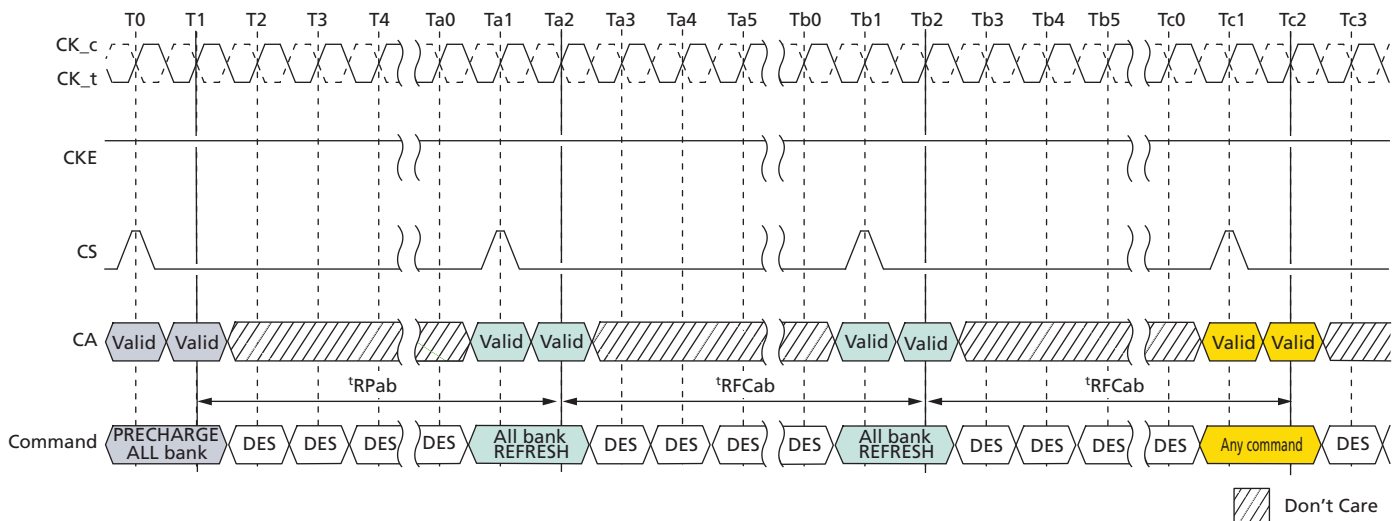 T0 T1 T2 T3 T4 Ta0 Ta1 Ta2 Ta3 Ta4 Ta5 Tb0 Tb1 Tb2 Tb3 Tb4 Tb5 Tc0 Tc1 Tc2 Tc3
CK_c
CK_t
CKE
CS
CA Valid Valid Valid Valid Valid Valid Valid Valid
tRPab tRFCab tRFCab
Command PRECHARGE ALL bank DES DES DES DES All bank REFRESH DES DES DES DES All bank REFRESH DES DES DES DES Any command DES
Don't Care